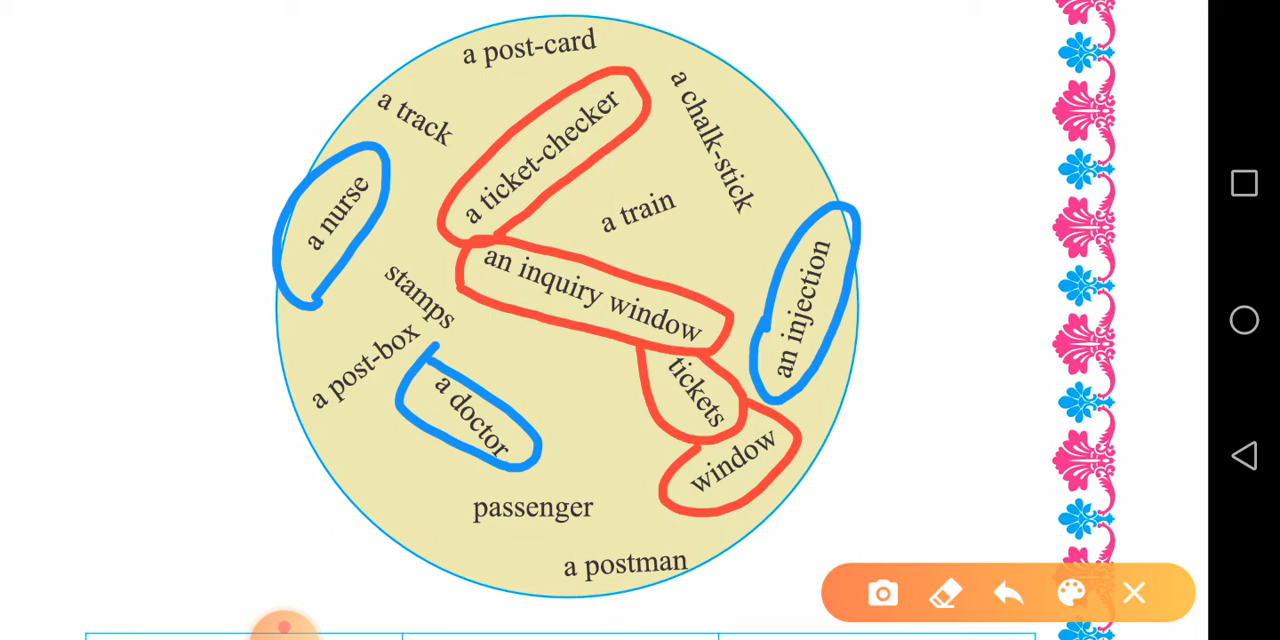 a post-card
a track
a ticket-checker
a chalk-stick
a nurse
a train
an inquiry window
an injection
stamps
a post-box
tickets
a doctor
window
passenger
a postman